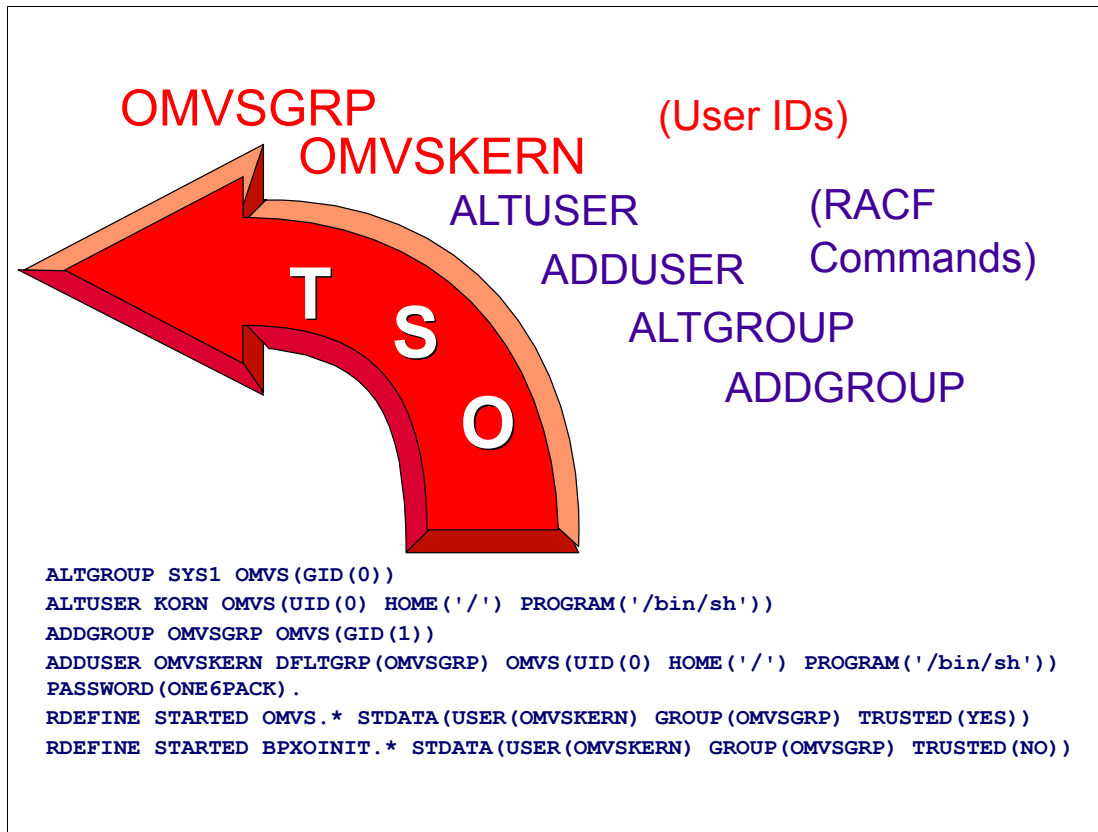 OMVSGRP
(User IDs)
OMVSKERN
ALTUSER
(RACF
Commands)
ADDUSER
ALTGROUP
ADDGROUP
T
S
O
ALTGROUP SYS1 OMVS(GID(0))
ALTUSER KORN OMVS(UID(0) HOME('/') PROGRAM('/bin/sh'))
ADDGROUP OMVSGRP OMVS(GID(1))
ADDUSER OMVSKERN DFLTGRP(OMVSGRP) OMVS(UID(0) HOME('/') PROGRAM('/bin/sh'))
PASSWORD(ONE6PACK).
RDEFINE STARTED OMVS.* STDATA(USER(OMVSKERN) GROUP(OMVSGRP) TRUSTED(YES))
RDEFINE STARTED BPXOINIT.* STDATA(USER(OMVSKERN) GROUP(OMVSGRP) TRUSTED(NO))